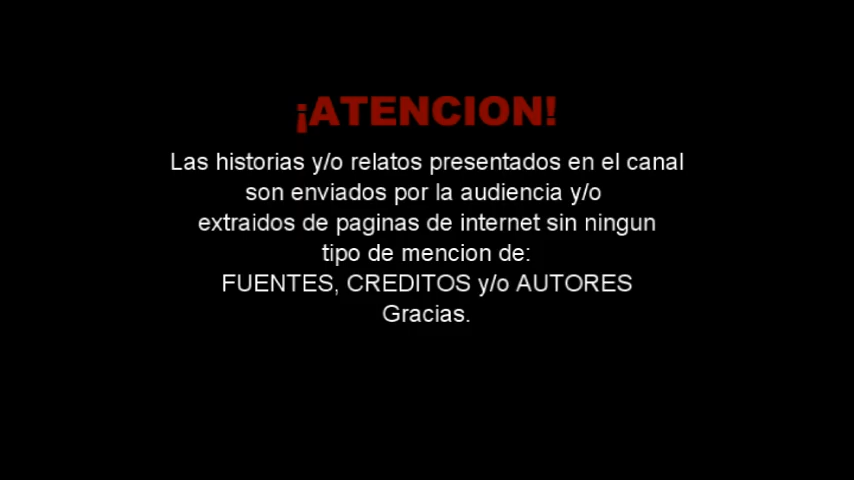 ¡ATENCION!
Las historias y/o relatos presentados en el canal
son enviados por la audiencia y/o
extraidos de paginas de internet sin ningun
tipo de mencion de:
FUENTES, CREDITOS y/o AUTORES
Gracias.